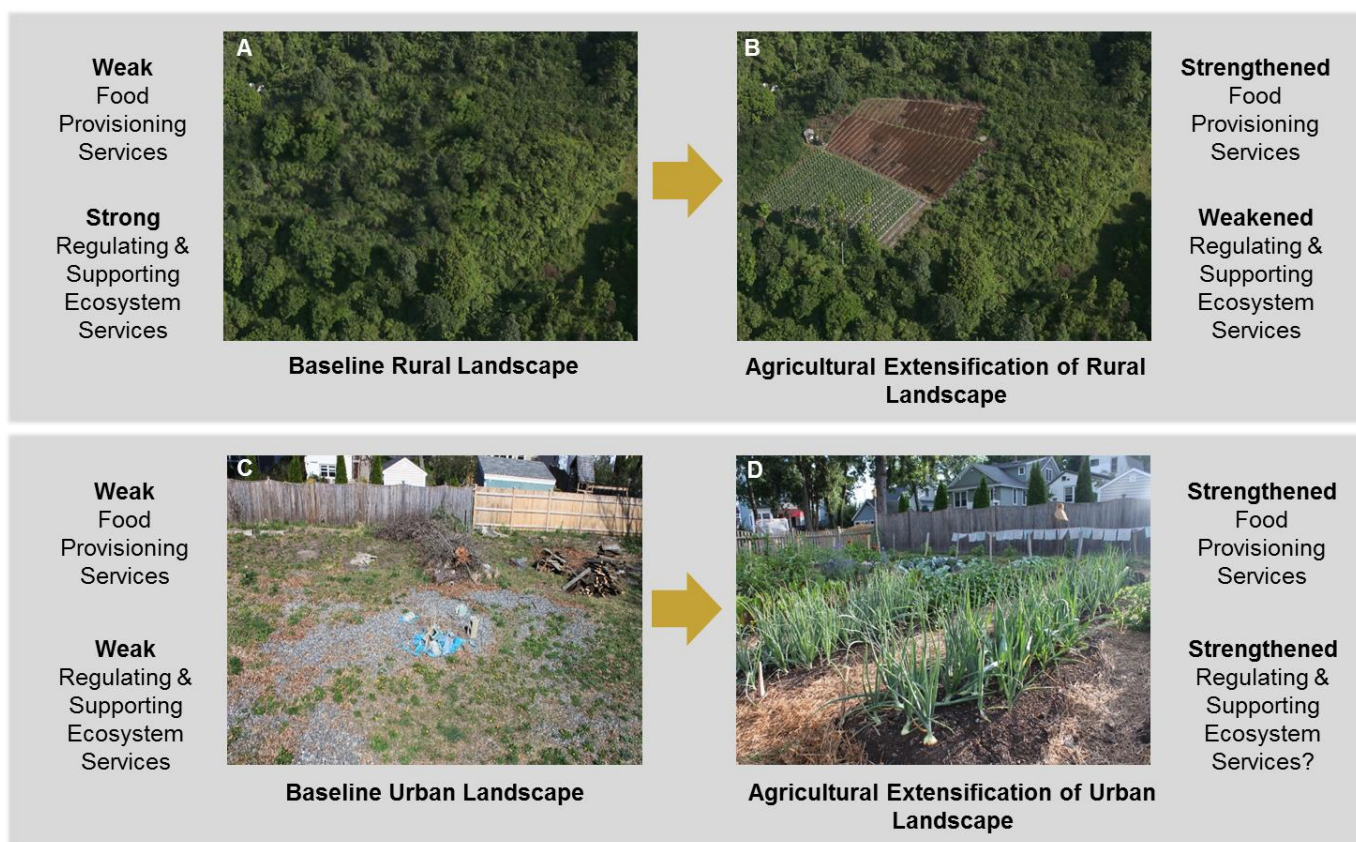 Weak
Food
Provisioning
Services
Strong
Regulating &
Supporting
Ecosystem
Services
A
Baseline Rural Landscape
B
Agricultural Extensification of Rural
Landscape
Strengthened
Food
Provisioning
Services
Weakened
Regulating &
Supporting
Ecosystem
Services
Weak
Food
Provisioning
Services
Weak
Regulating &
Supporting
Ecosystem
Services
C
Baseline Urban Landscape
D
Agricultural Extensification of Urban
Landscape
Strengthened
Food
Provisioning
Services
Strengthened
Regulating &
Supporting
Ecosystem
Services?